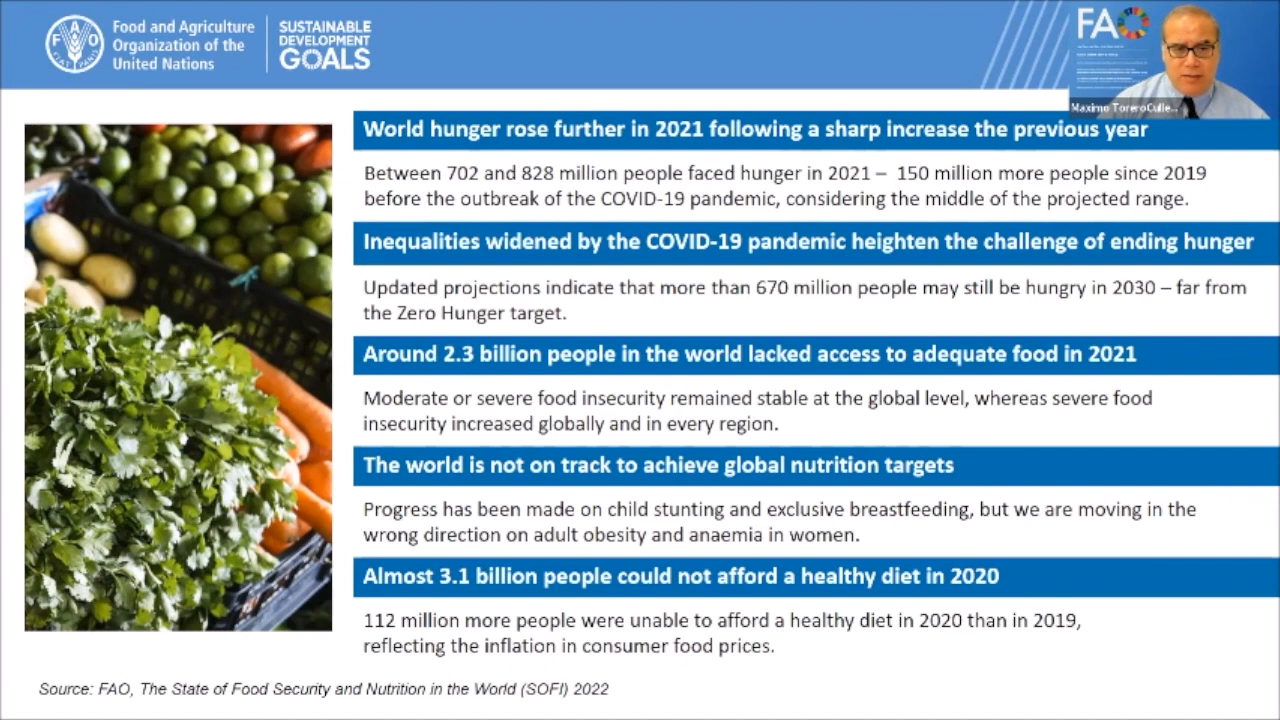 Food and Agriculture
Organization of the
United Nations
SUSTAINABLE
DEVELOPMENT
GOALS
FAO
Maximo ToreroCulle...
World hunger rose further in 2021 following a sharp increase the previous year
Between 702 and 828 million people faced hunger in 2021 – 150 million more people since 2019
before the outbreak of the COVID-19 pandemic, considering the middle of the projected range.
Inequalities widened by the COVID-19 pandemic heighten the challenge of ending hunger
Updated projections indicate that more than 670 million people may still be hungry in 2030 – far from
the Zero Hunger target.
Around 2.3 billion people in the world lacked access to adequate food in 2021
Moderate or severe food insecurity remained stable at the global level, whereas severe food
insecurity increased globally and in every region.
The world is not on track to achieve global nutrition targets
Progress has been made on child stunting and exclusive breastfeeding, but we are moving in the
wrong direction on adult obesity and anaemia in women.
Almost 3.1 billion people could not afford a healthy diet in 2020
112 million more people were unable to afford a healthy diet in 2020 than in 2019,
reflecting the inflation in consumer food prices.
Source: FAO, The State of Food Security and Nutrition in the World (SOFI) 2022